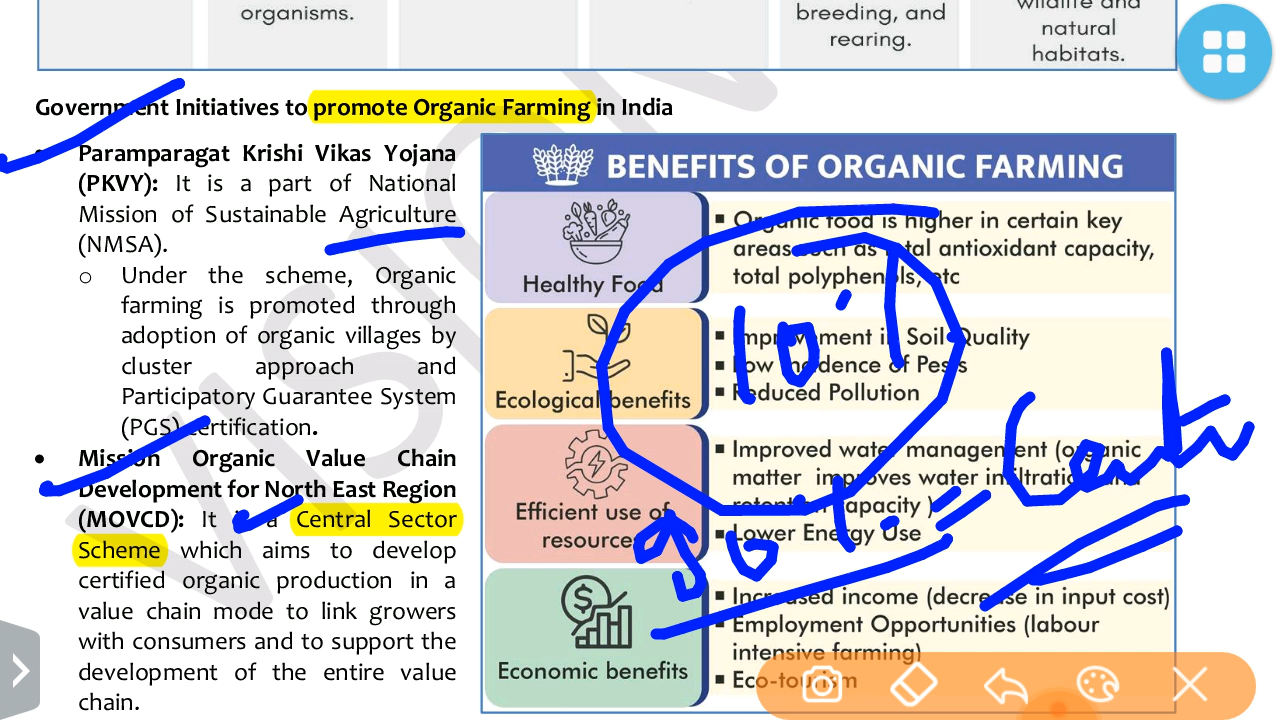 organisms.
breeding, and
rearing.
wildlife and
natural
habitats.
Government Initiatives to promote Organic Farming in India
• Paramparagat Krishi Vikas Yojana
(PKVY): It is a part of National
Mission of Sustainable Agriculture
(NMSA).
o Under the scheme, Organic
farming is promoted through
adoption of organic villages by
cluster approach and
Participatory Guarantee System
(PGS) certification.
• Mission Organic Value Chain
Development for North East Region
(MOVCD): It a Central Sector
Scheme which aims to develop
certified organic production in a
value chain mode to link growers
with consumers and to support the
development of the entire value
chain.
BENEFITS OF ORGANIC FARMING
Healthy Food
▪ Organic food is higher in certain key
areas such as total antioxidant capacity,
total polyphenols, etc
Ecological benefits
▪ Improvement in Soil Quality
▪ Low incidence of Pests
▪ Reduced Pollution
Efficient use of
resources
▪ Improved water management (organic
matter improves water infiltration and
retention capacity )
▪ Lower Energy Use
Economic benefits
▪ Increased income (decrease in input cost)
▪ Employment Opportunities (labour
intensive farming)
▪ Eco-tourism
VISION